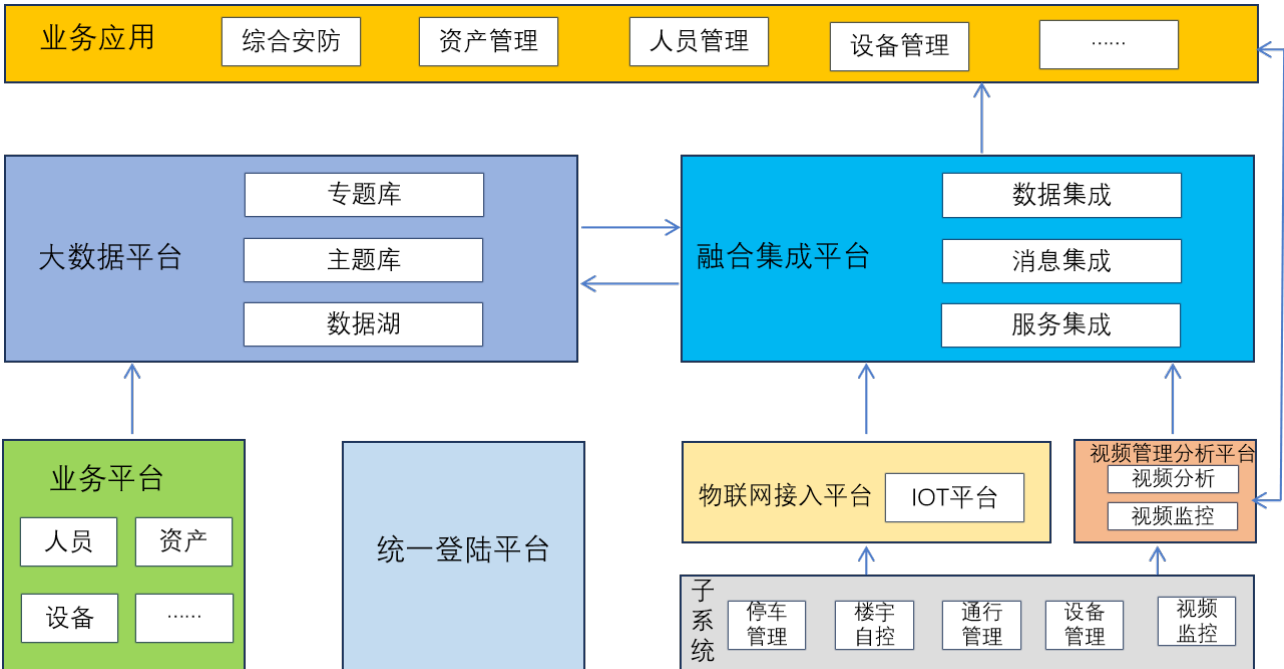 业务应用
综合安防
资产管理
人员管理
设备管理
……
大数据平台
专题库
主题库
数据湖
融合集成平台
数据集成
消息集成
服务集成
业务平台
人员
资产
设备
……
统一登陆平台
物联网接入平台
IOT平台
视频管理分析平台
视频分析
视频监控
子
系
统
停车
管理
楼宇
自控
通行
管理
设备
管理
视频
监控